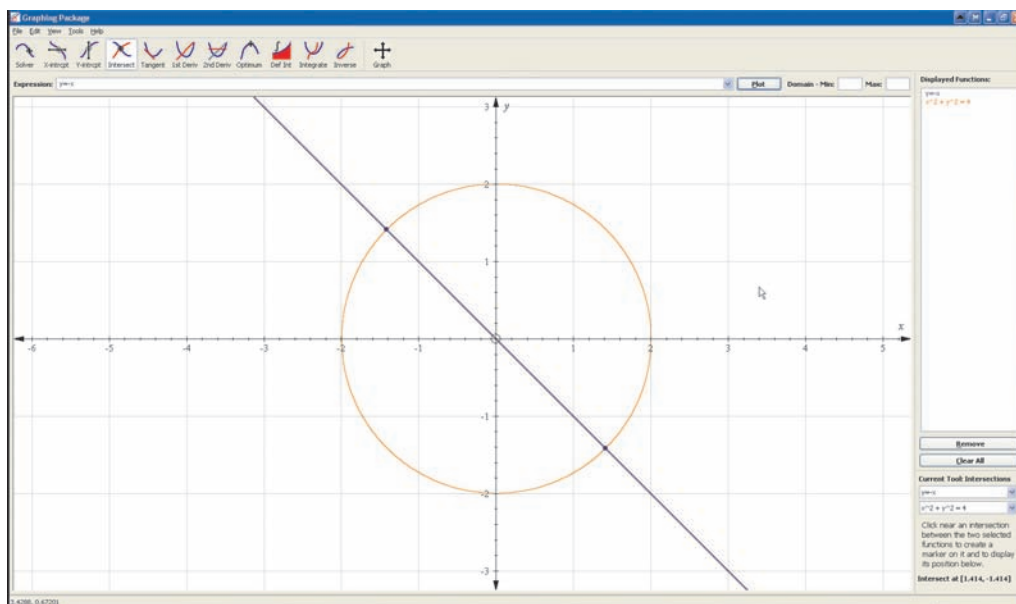 Graphing Package
File Edit View Tools Help
Solver X-intrcpt Y-intrcpt Intersect Tangent 1st Deriv 2nd Deriv Optimum Def Int Integrate Inverse Graph
Expression: y=-x Plot Domain - Min: Max:
Displayed Functions:
y=-x
x^2 + y^2 = 4
3 y
2
1
x
-6 -5 -4 -3 -2 -1 1 2 3 4 5
-1
-2
-3
Remove
Clear All
Current Tool: Intersections
y=-x
x^2 + y^2 = 4
Click near an intersection
between the two selected
functions to create a
marker on it and to display
its position below.
Intersect at [1.414, -1.414]